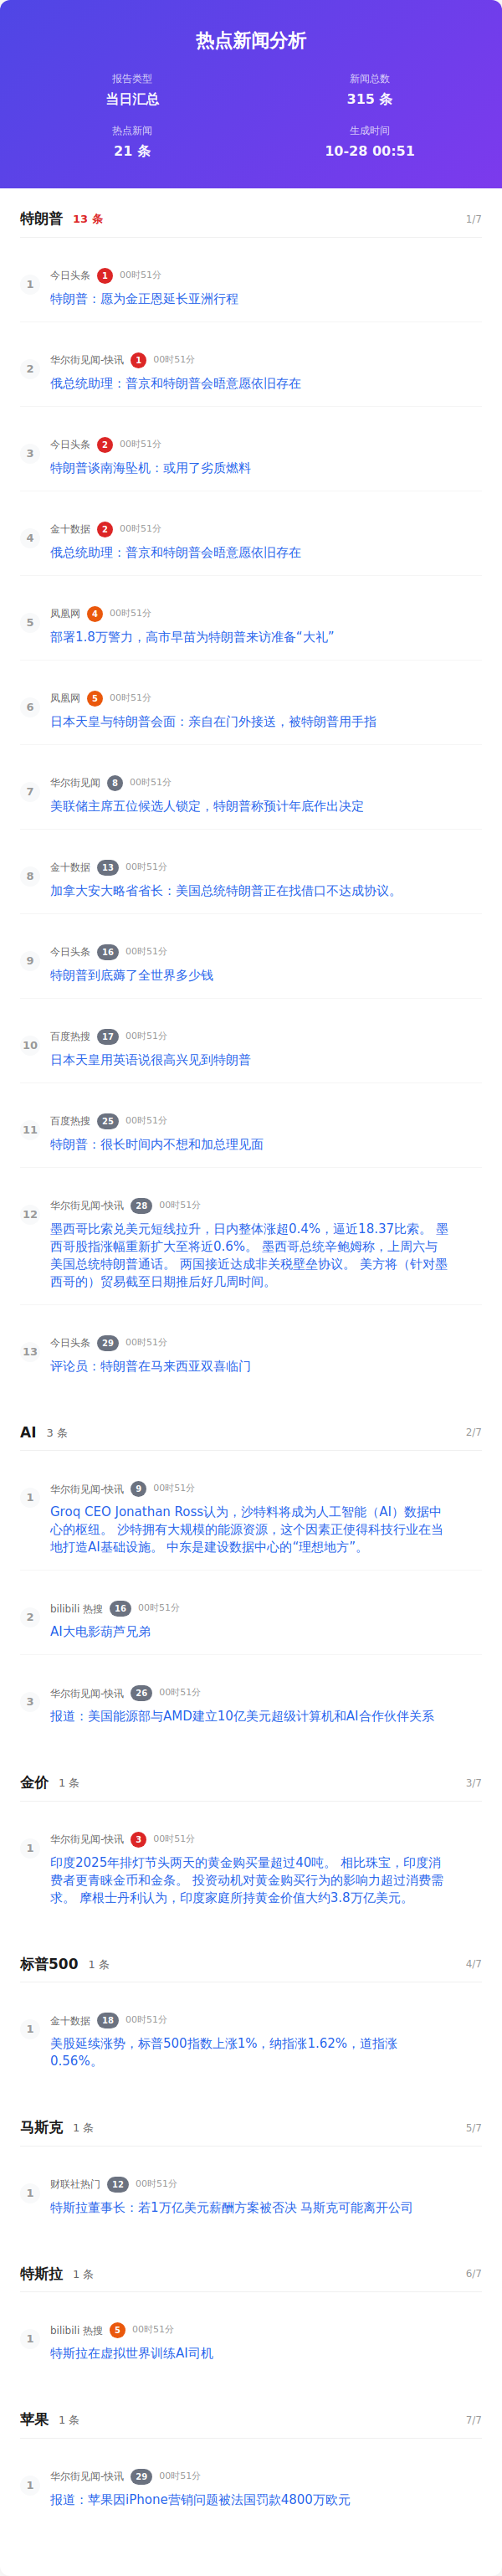 热点新闻分析
报告类型
新闻总数
当日汇总
315 条
热点新闻
生成时间
21 条
10-28 00:51
特朗普 13 条 1/7
1
今日头条 1 00时51分
特朗普：愿为金正恩延长亚洲行程
2
华尔街见闻-快讯 1 00时51分
俄总统助理：普京和特朗普会晤意愿依旧存在
3
今日头条 2 00时51分
特朗普谈南海坠机：或用了劣质燃料
4
金十数据 2 00时51分
俄总统助理：普京和特朗普会晤意愿依旧存在
5
凤凰网 4 00时51分
部署1.8万警力，高市早苗为特朗普来访准备“大礼”
6
凤凰网 5 00时51分
日本天皇与特朗普会面：亲自在门外接送，被特朗普用手指
7
华尔街见闻 8 00时51分
美联储主席五位候选人锁定，特朗普称预计年底作出决定
8
金十数据 13 00时51分
加拿大安大略省省长：美国总统特朗普正在找借口不达成协议。
9
今日头条 16 00时51分
特朗普到底薅了全世界多少钱
10
百度热搜 17 00时51分
日本天皇用英语说很高兴见到特朗普
11
百度热搜 25 00时51分
特朗普：很长时间内不想和加总理见面
12
华尔街见闻-快讯 28 00时51分
墨西哥比索兑美元短线拉升，日内整体涨超0.4%，逼近18.37比索。 墨
西哥股指涨幅重新扩大至将近0.6%。 墨西哥总统辛鲍姆称，上周六与
美国总统特朗普通话。 两国接近达成非关税壁垒协议。 美方将（针对墨
西哥的）贸易截至日期推后好几周时间。
13
今日头条 29 00时51分
评论员：特朗普在马来西亚双喜临门
AI 3 条 2/7
1
华尔街见闻-快讯 9 00时51分
Groq CEO Jonathan Ross认为，沙特料将成为人工智能（AI）数据中
心的枢纽。 沙特拥有大规模的能源资源，这个因素正使得科技行业在当
地打造AI基础设施。 中东是建设数据中心的“理想地方”。
2
bilibili 热搜 16 00时51分
AI大电影葫芦兄弟
3
华尔街见闻-快讯 26 00时51分
报道：美国能源部与AMD建立10亿美元超级计算机和AI合作伙伴关系
金价 1 条 3/7
1
华尔街见闻-快讯 3 00时51分
印度2025年排灯节头两天的黄金购买量超过40吨。 相比珠宝，印度消
费者更青睐金币和金条。 投资动机对黄金购买行为的影响力超过消费需
求。 摩根士丹利认为，印度家庭所持黄金价值大约3.8万亿美元。
标普500 1 条 4/7
1
金十数据 18 00时51分
美股延续涨势，标普500指数上涨1%，纳指涨1.62%，道指涨
0.56%。
马斯克 1 条 5/7
1
财联社热门 12 00时51分
特斯拉董事长：若1万亿美元薪酬方案被否决 马斯克可能离开公司
特斯拉 1 条 6/7
1
bilibili 热搜 5 00时51分
特斯拉在虚拟世界训练AI司机
苹果 1 条 7/7
1
华尔街见闻-快讯 29 00时51分
报道：苹果因iPhone营销问题被法国罚款4800万欧元